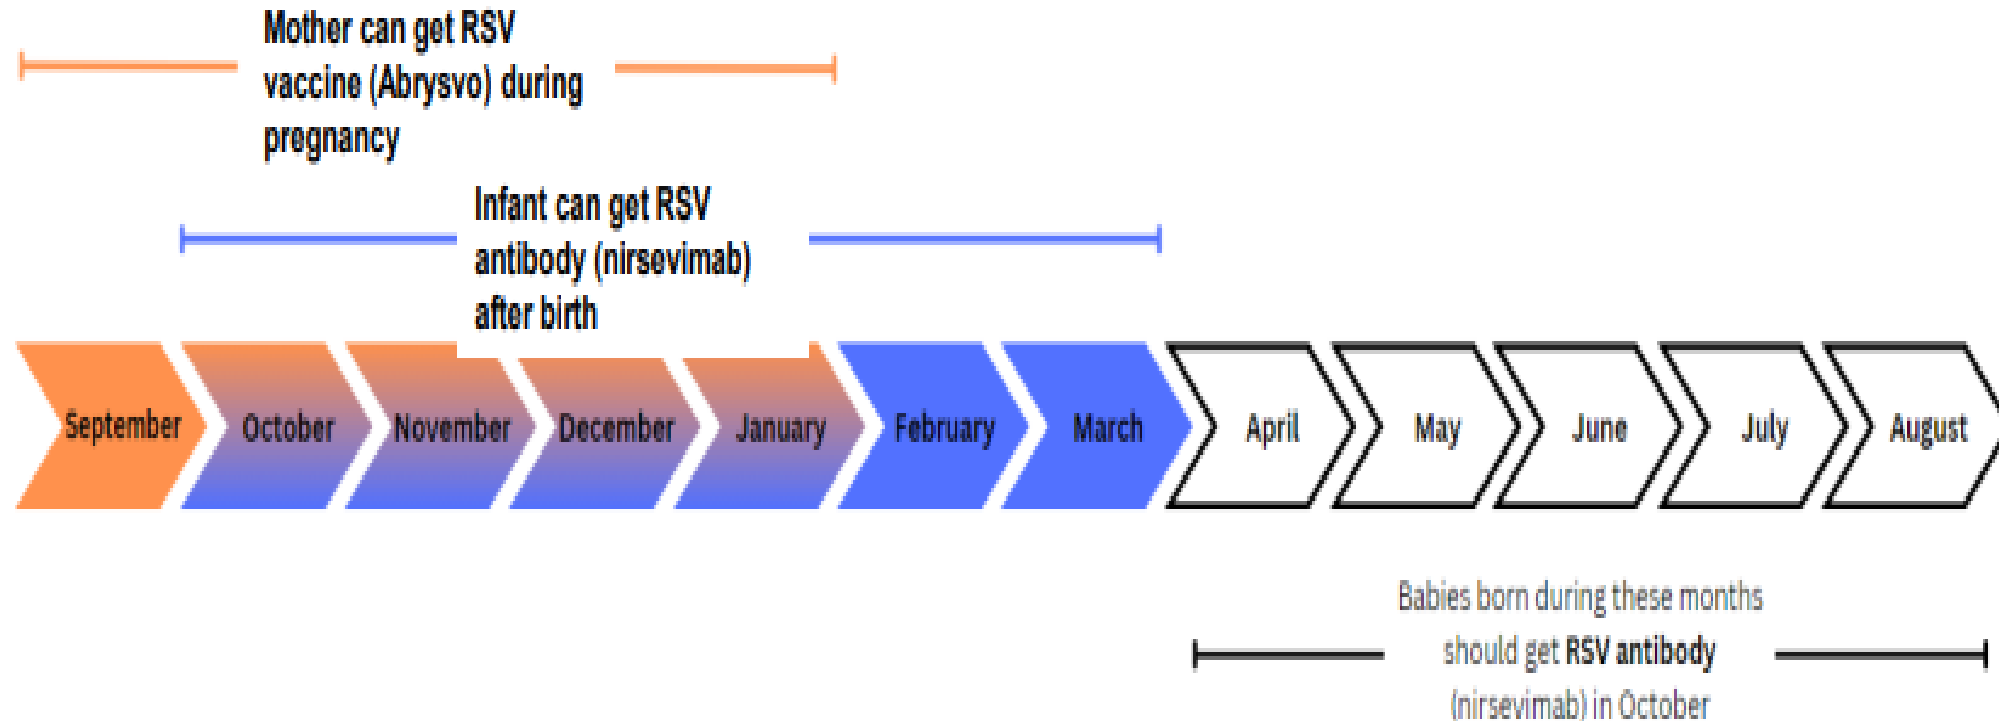 Mother can get RSV
vaccine (Abrysvo) during
pregnancy
Infant can get RSV
antibody (nirsevimab)
after birth
September October November December January February March April May June July August
Babies born during these months
should get RSV antibody
(nirsevimab) in October